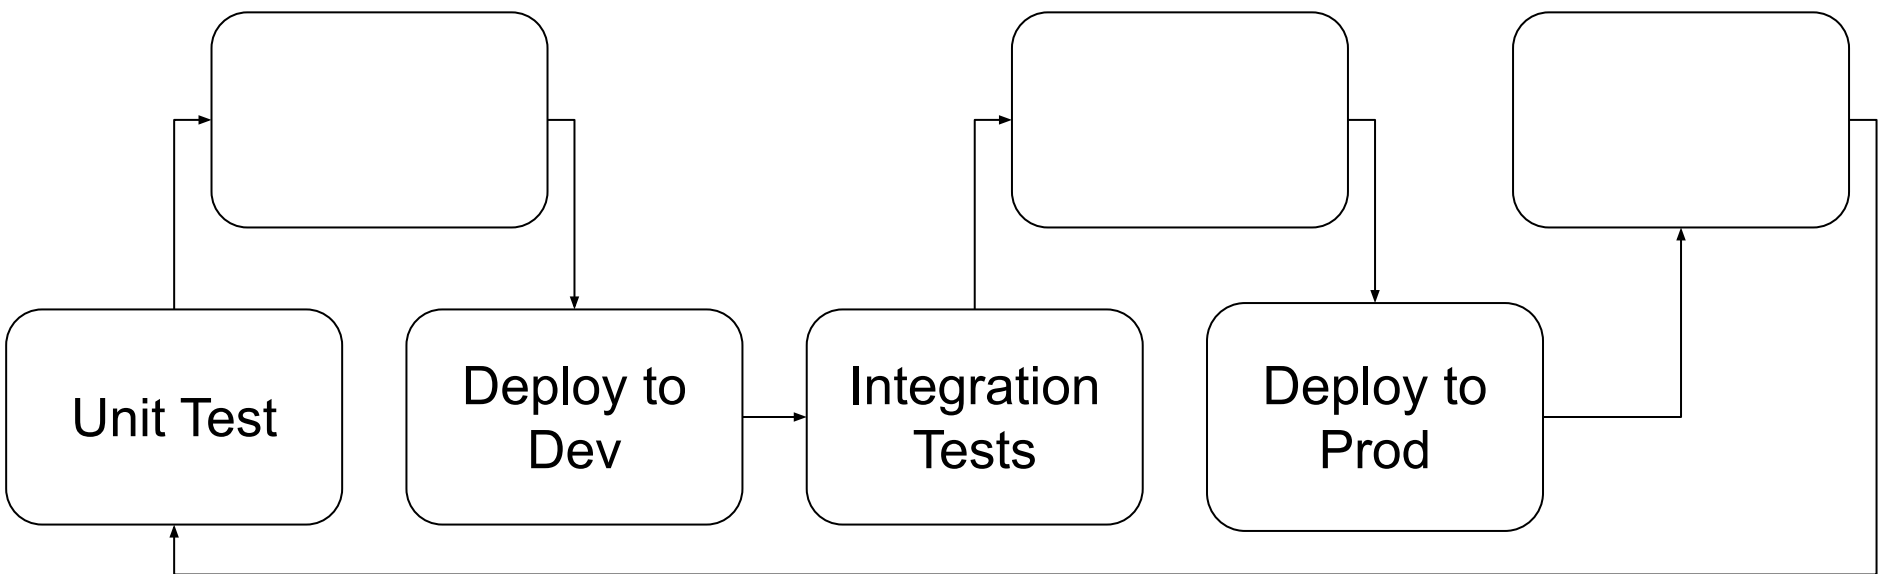 Unit Test
Deploy to
Dev
Integration
Tests
Deploy to
Prod